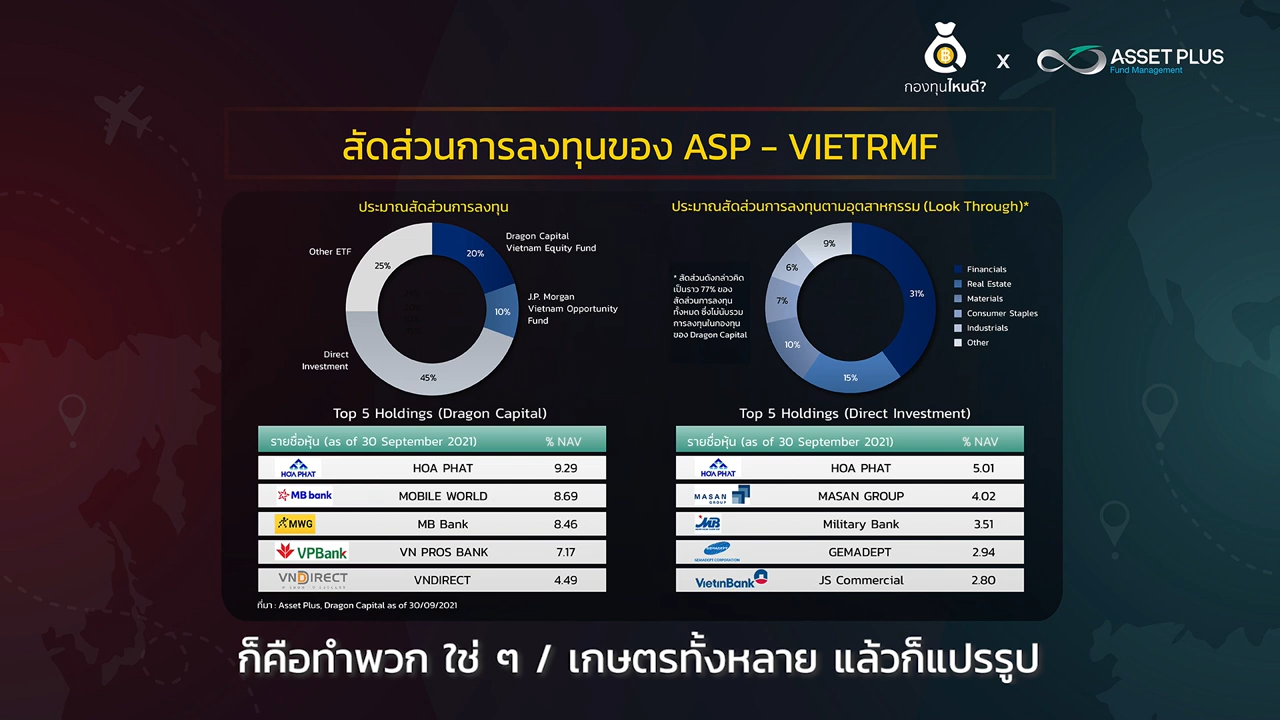 กองทุนไหนดี?
X
ASSET PLUS
Fund Management
สัดส่วนการลงทุนของ ASP - VIETRMF
ประมาณสัดส่วนการลงทุน
Other ETF
25%
20%
Dragon Capital
Vietnam Equity Fund
10%
J.P. Morgan
Vietnam Opportunity
Fund
Direct
Investment
45%
ประมาณสัดส่วนการลงทุนตามอุตสาหกรรม (Look Through)*
* สัดส่วนดังกล่าวคิด
เป็นราว 77% ของ
สัดส่วนการลงทุน
ทั้งหมด ซึ่งไม่นับรวม
การลงทุนในกองทุน
ของ Dragon Capital
9%
6%
7%
10%
15%
31%
Financials
Real Estate
Materials
Consumer Staples
Industrials
Other
Top 5 Holdings (Dragon Capital)
รายชื่อหุ้น (as of 30 September 2021) % NAV
HOA PHAT HOA PHAT 9.29
MB bank MOBILE WORLD 8.69
MWG MB Bank 8.46
VPBank VN PROS BANK 7.17
VNDIRECT VNDIRECT 4.49
ที่มา : Asset Plus, Dragon Capital as of 30/09/2021
Top 5 Holdings (Direct Investment)
รายชื่อหุ้น (as of 30 September 2021) % NAV
HOA PHAT HOA PHAT 5.01
MASAN GROUP MASAN GROUP 4.02
MB Military Bank 3.51
GEMADEPT GEMADEPT 2.94
VietinBank JS Commercial 2.80
ก็คือทำพวก ใช่ ๆ / เกษตรทั้งหลาย แล้วก็แปรรูป